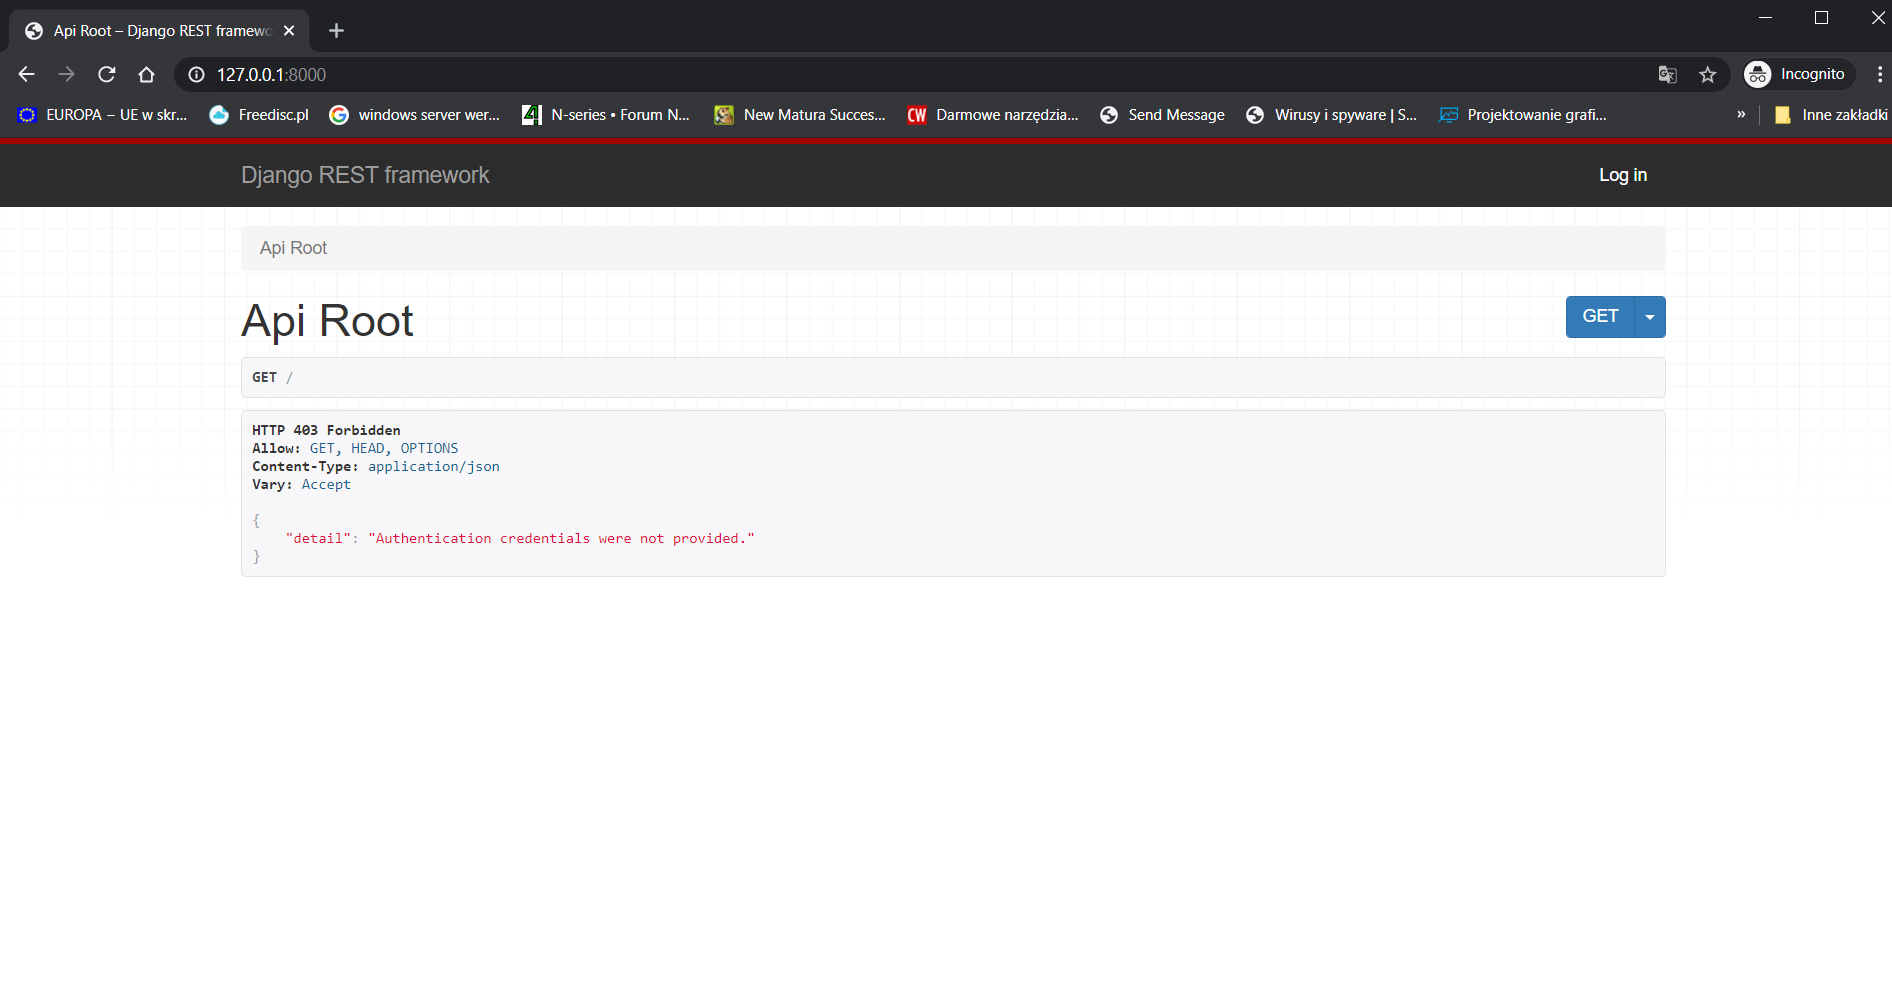 Api Root – Django REST framewo
127.0.0.1:8000
Incognito
EUROPA – UE w skr...
Freedisc.pl
windows server wer...
N-series • Forum N...
New Matura Succes...
CW Darmowe narzędzia...
Send Message
Wirusy i spyware | S...
Projektowanie grafi...
»
Inne zakładki
Django REST framework
Log in
Api Root
Api Root
GET
GET /
HTTP 403 Forbidden
Allow: GET, HEAD, OPTIONS
Content-Type: application/json
Vary: Accept
{
"detail": "Authentication credentials were not provided."
}